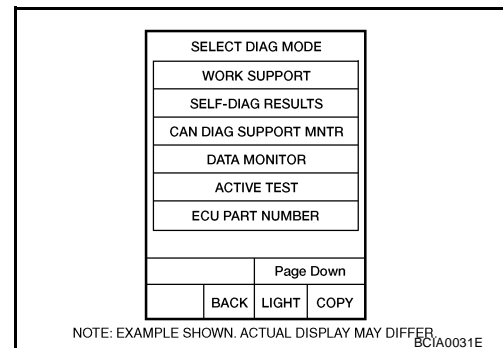 SELECT DIAG MODE
WORK SUPPORT
SELF-DIAG RESULTS
CAN DIAG SUPPORT MNTR
DATA MONITOR
ACTIVE TEST
ECU PART NUMBER
Page Down
BACK LIGHT COPY
NOTE: EXAMPLE SHOWN. ACTUAL DISPLAY MAY DIFFER.
BCIA0031E